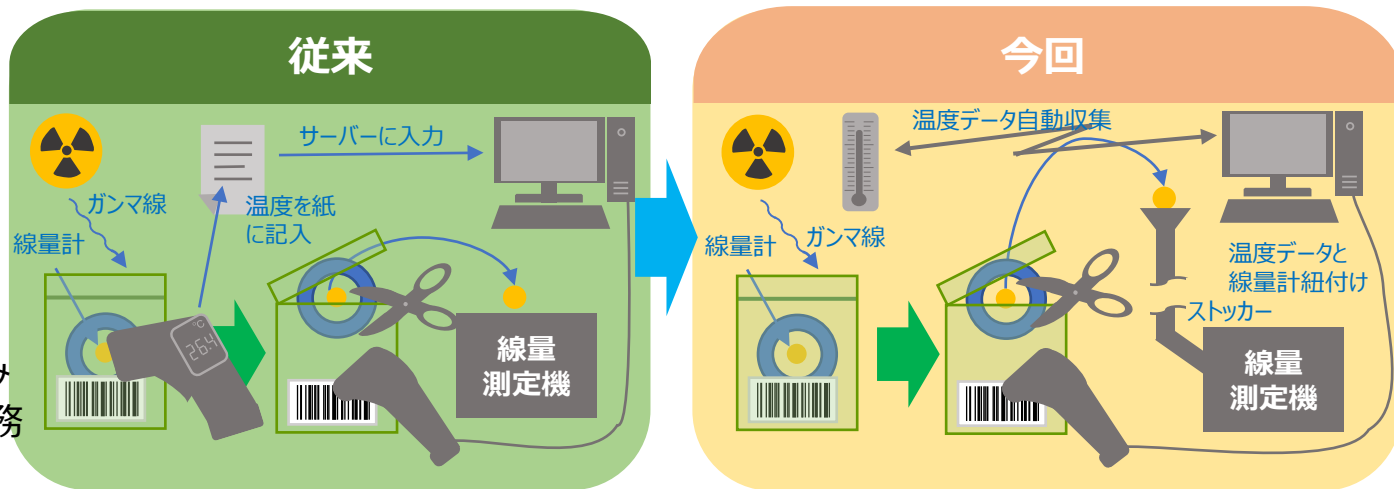 従来
サーバーに入力
ガンマ線
温度を紙
に記入
線量計
℃
26.4
線量
測定機
務
今回
温度データ自動収集
線量計
ガンマ線
温度データと
線量計紐付け
ストッカー
線量
測定機